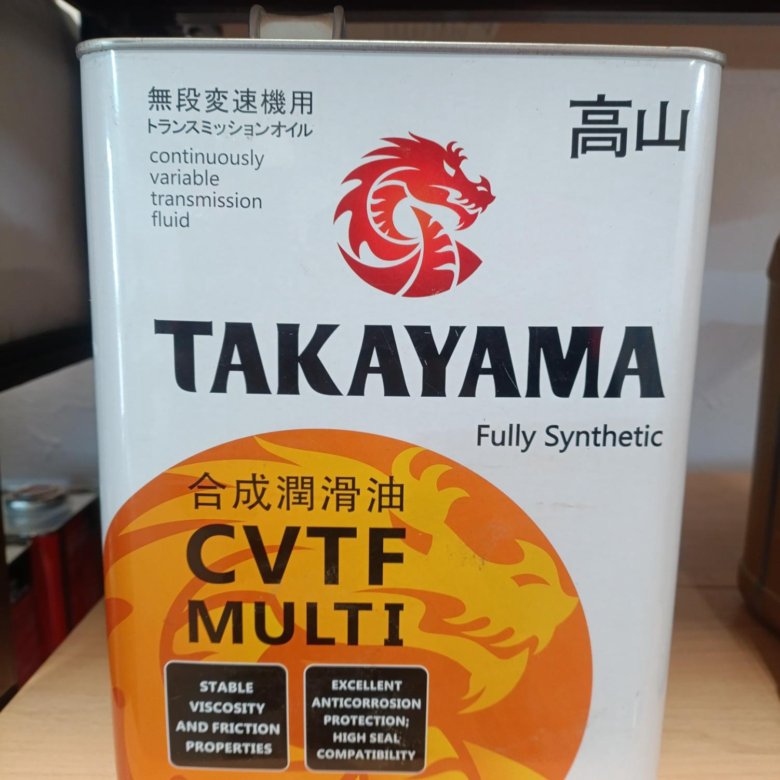 無段変速機用
トランスミッションオイル
continuously
variable
transmission
fluid
高山
TAKAYAMA
Fully Synthetic
合成潤滑油
CVTF
MULTI
STABLE
VISCOSITY
AND FRICTION
PROPERTIES
EXCELLENT
ANTICORROSION
PROTECTION;
HIGH SEAL
COMPATIBILITY